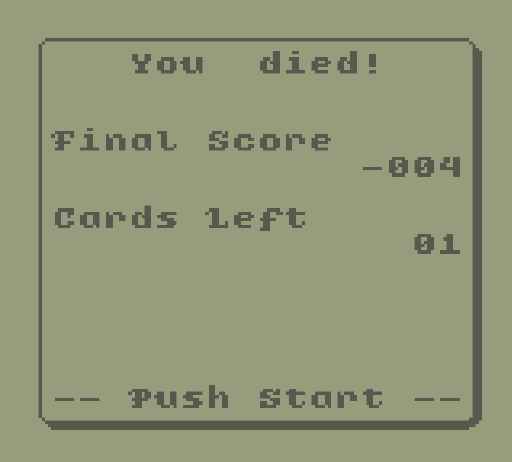 You died!
Final Score
-004
Cards left
01
-- Push Start --